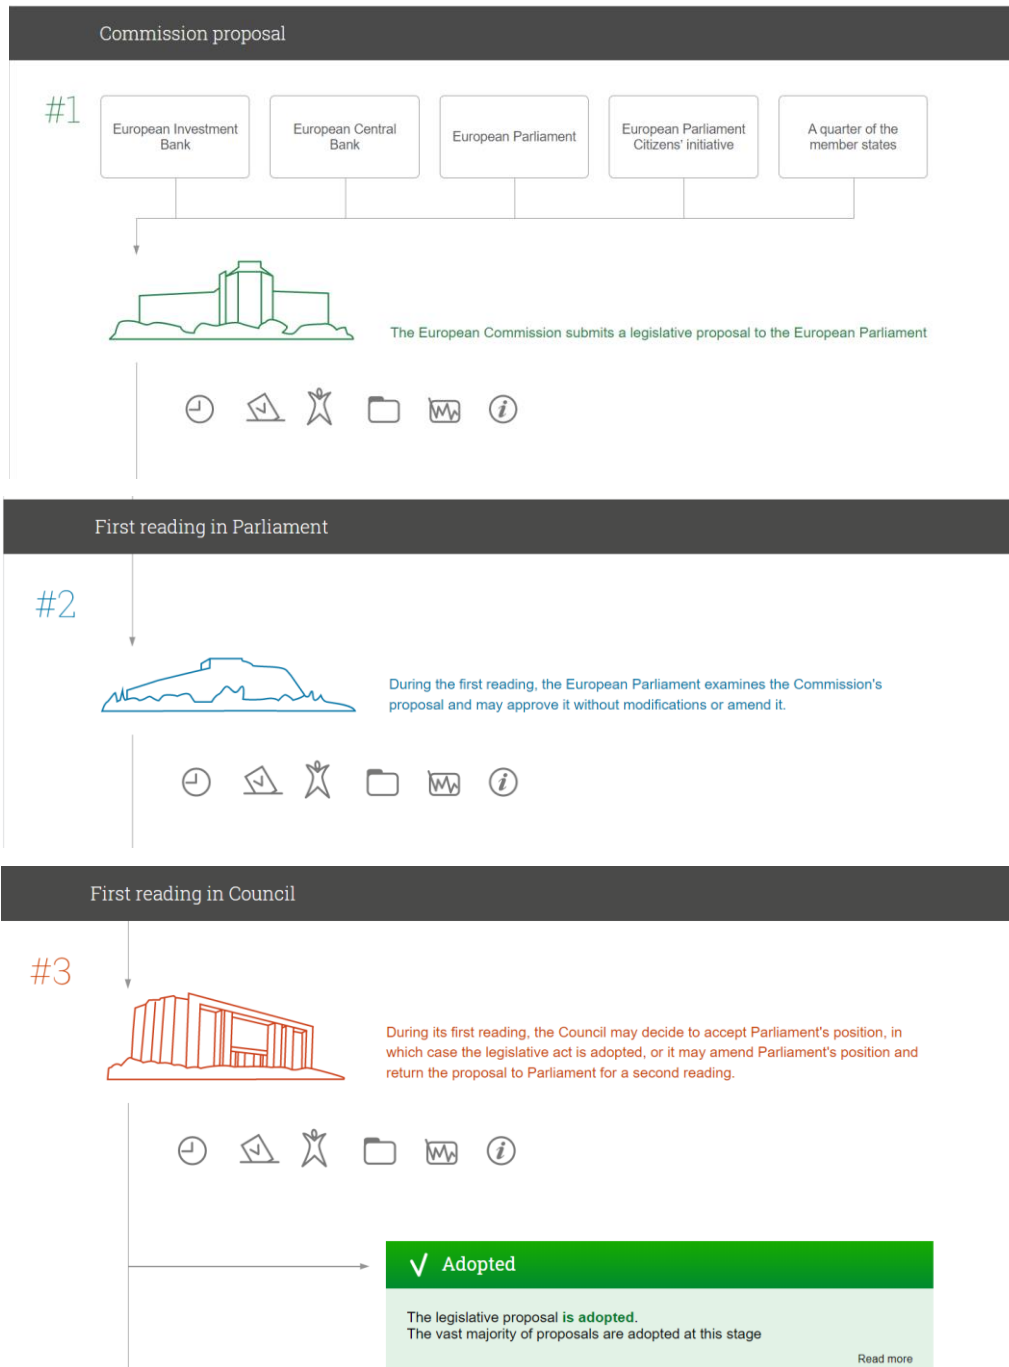 Commission proposal
#1
European Investment
Bank
European Central
Bank
European Parliament
European Parliament
Citizens' initiative
A quarter of the
member states
The European Commission submits a legislative proposal to the European Parliament
First reading in Parliament
#2
During the first reading, the European Parliament examines the Commission's
proposal and may approve it without modifications or amend it.
First reading in Council
#3
During its first reading, the Council may decide to accept Parliament's position, in
which case the legislative act is adopted, or it may amend Parliament's position and
return the proposal to Parliament for a second reading.
Adopted
The legislative proposal is adopted.
The vast majority of proposals are adopted at this stage
Read more